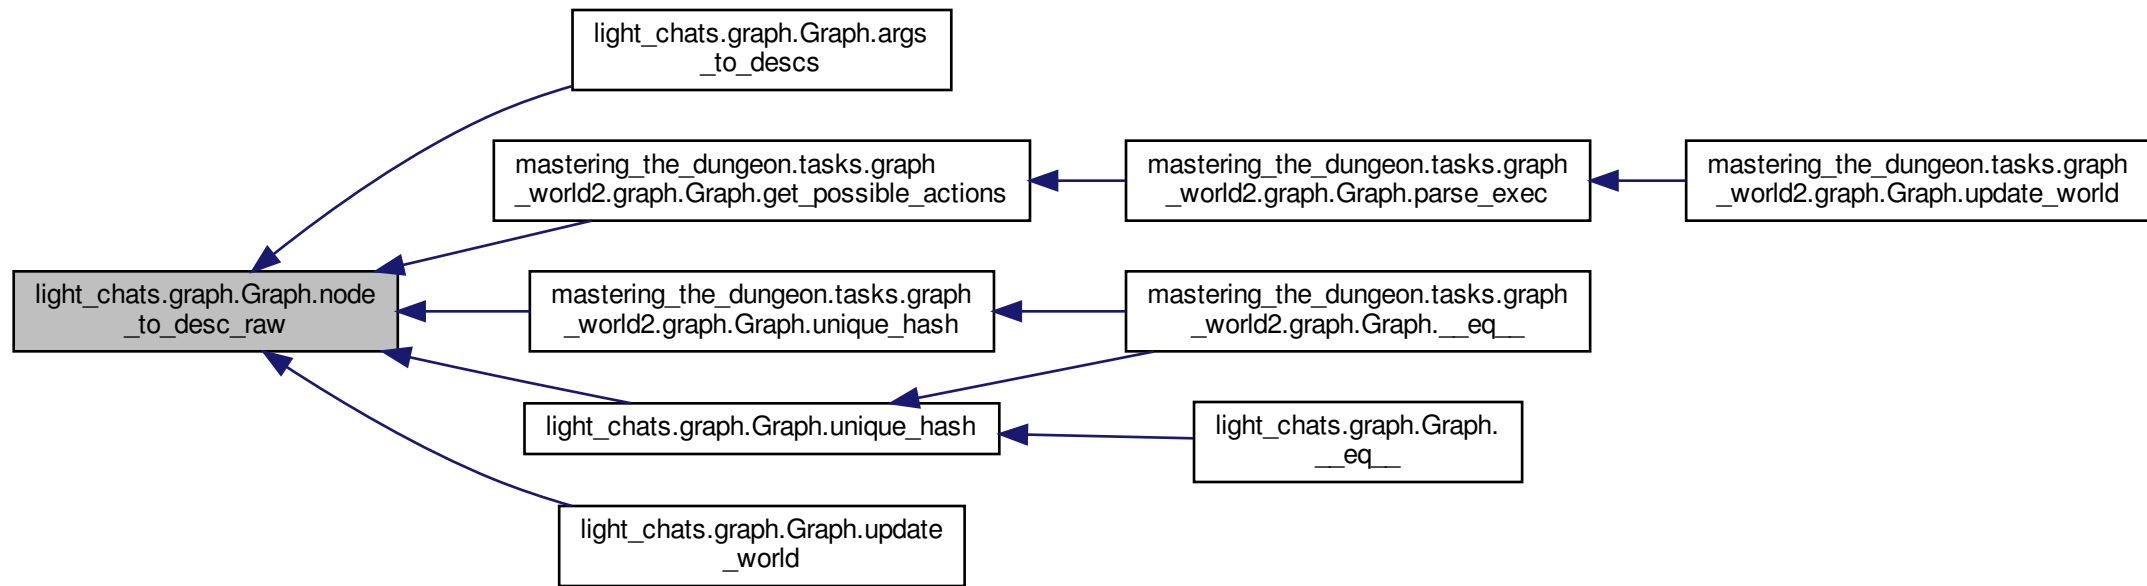 light_chats.graph.Graph.args
_to_descs
mastering_the_dungeon.tasks.graph
_world2.graph.Graph.get_possible_actions
mastering_the_dungeon.tasks.graph
_world2.graph.Graph.parse_exec
mastering_the_dungeon.tasks.graph
_world2.graph.Graph.update_world
light_chats.graph.Graph.node
_to_desc_raw
mastering_the_dungeon.tasks.graph
_world2.graph.Graph.unique_hash
mastering_the_dungeon.tasks.graph
_world2.graph.Graph.__eq__
light_chats.graph.Graph.unique_hash
light_chats.graph.Graph.
__eq__
light_chats.graph.Graph.update
_world